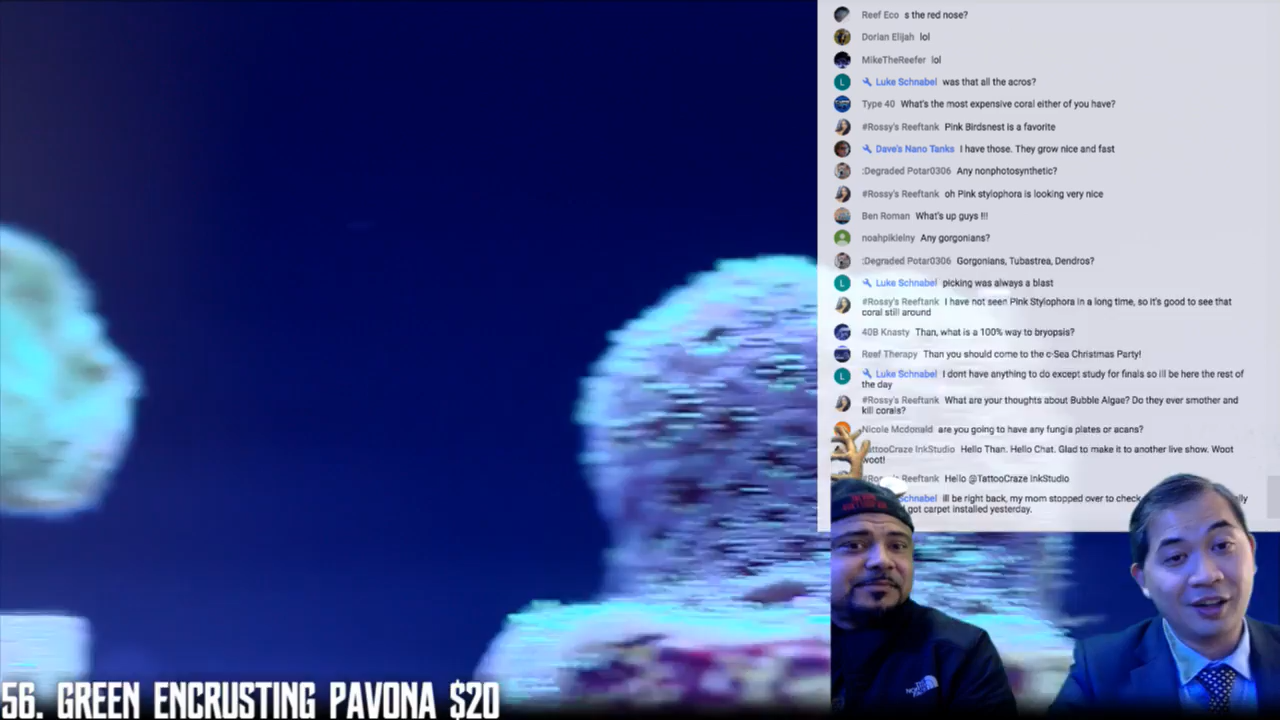 Reef Eco s the red nose?
Dorian Elijah lol
MikeTheReefer lol
L Luke Schnabel was that all the acros?
Type 40 What's the most expensive coral either of you have?
#Rossy's Reeftank Pink Birdsnest is a favorite
Dave's Nano Tanks I have those. They grow nice and fast
:Degraded Potar0306 Any nonphotosynthetic?
#Rossy's Reeftank oh Pink stylophora is looking very nice
Ben Roman What's up guys !!!
noahpikielny Any gorgonians?
:Degraded Potar0306 Gorgonians, Tubastrea, Dendros?
L Luke Schnabel picking was always a blast
#Rossy's Reeftank I have not seen Pink Stylophora in a long time, so it's good to see that
coral still around
40B Knasty Than, what is a 100% way to bryopsis?
Reef Therapy Than you should come to the c-Sea Christmas Party!
L Luke Schnabel I dont have anything to do except study for finals so ill be here the rest of
the day
#Rossy's Reeftank What are your thoughts about Bubble Algae? Do they ever smother and
kill corals?
Nicole Mcdonald are you going to have any fungia plates or acans?
attooCraze InkStudio Hello Than. Hello Chat. Glad to make it to another live show. Woot
woot!
Reeftank Hello @TattooCraze InkStudio
hnabel ill be right back, my mom stopped over to check
got carpet installed yesterday.
THE NORTH FACE
56. GREEN ENCRUSTING PAVONA $20